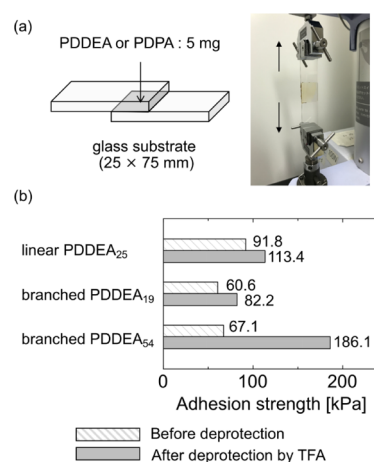 (a)
PDDEA or PDPA : 5 mg
glass substrate
(25 × 75 mm)
(b)
linear PDDEA₂₅
91.8
113.4
branched PDDEA₁₉
60.6
82.2
branched PDDEA₅₄
67.1
186.1
0 100 200
Adhesion strength [kPa]
Before deprotection
After deprotection by TFA